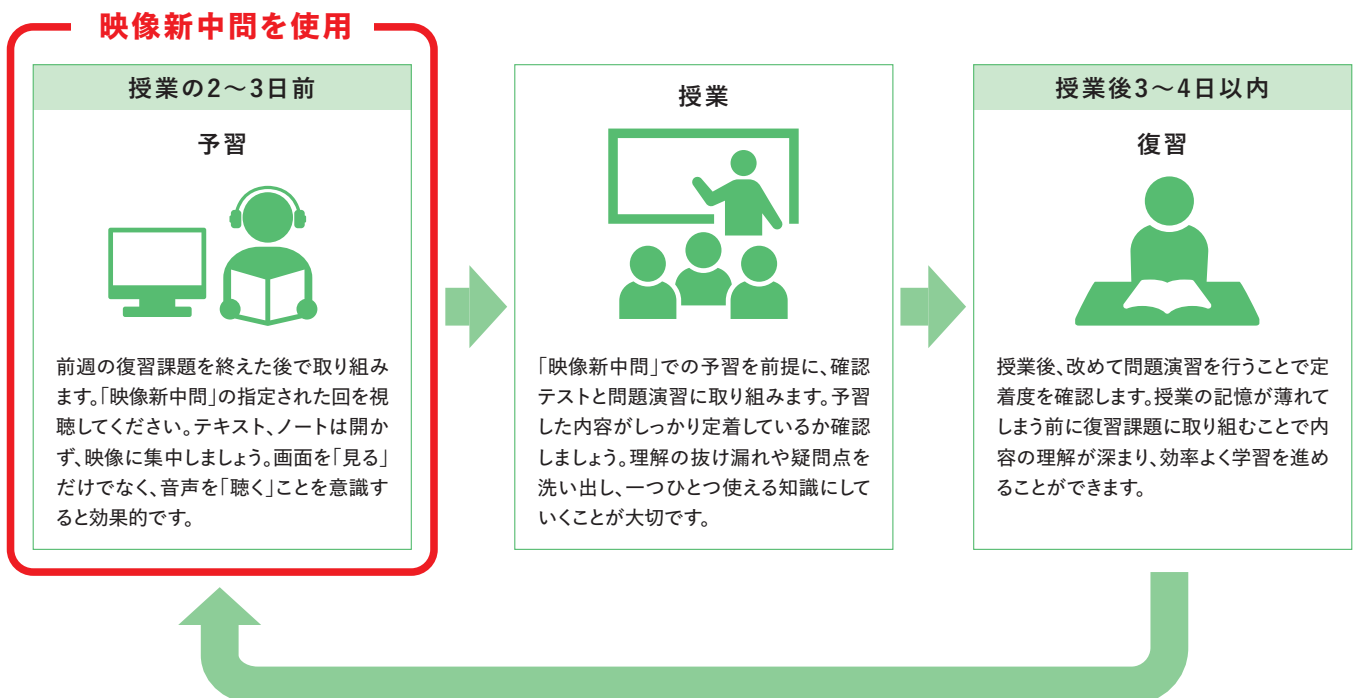 映像新中問を使用
授業の2〜3日前
予習
前週の復習課題を終えた後で取り組み
ます。「映像新中問」の指定された回を視
聴してください。テキスト、ノートは開か
ず、映像に集中しましょう。画面を「見る」
だけでなく、音声を「聴く」ことを意識す
ると効果的です。
授業
「映像新中問」での予習を前提に、確認
テストと問題演習に取り組みます。予習
した内容がしっかり定着しているか確認
しましょう。理解の抜け漏れや疑問点を
洗い出し、一つひとつ使える知識にして
いくことが大切です。
授業後3〜4日以内
復習
授業後、改めて問題演習を行うことで定
着度を確認します。授業の記憶が薄れて
しまう前に復習課題に取り組むことで内
容の理解が深まり、効率よく学習を進め
ることができます。